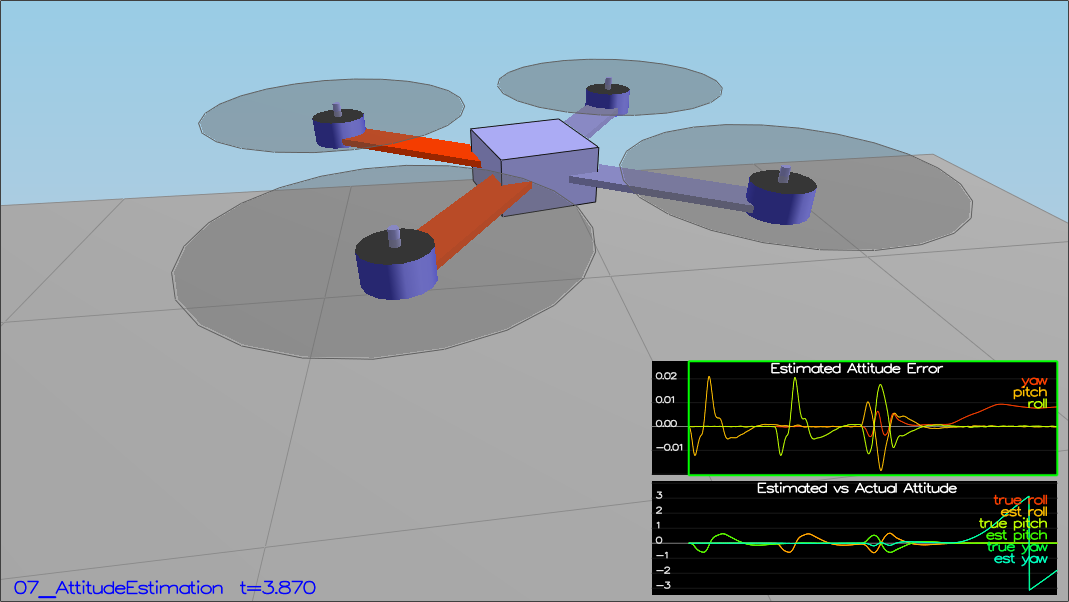 Estimated Attitude Error
0.02
yaw
pitch
0.01
roll
0.00
-0.01
Estimated vs Actual Attitude
3
true roll
2
est roll
1
true pitch
est pitch
0
true yaw
-1
est yaw
-2
-3
07_AttitudeEstimation t=3.870